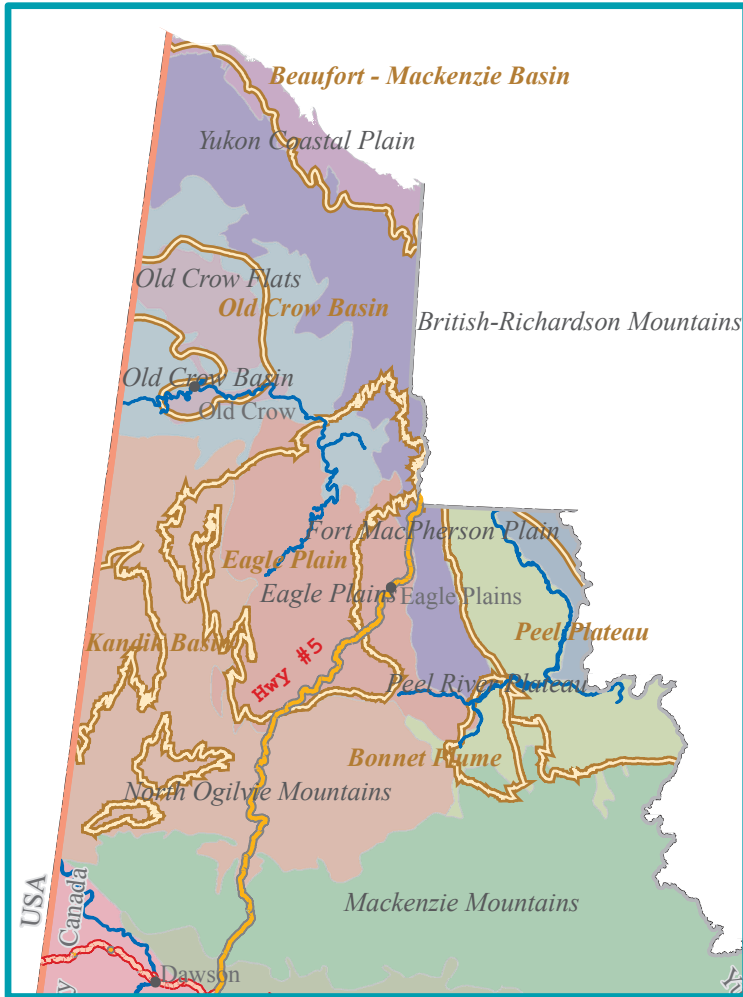 Beaufort - Mackenzie Basin
Yukon Coastal Plain
Old Crow Flats
Old Crow Basin
British-Richardson Mountains
Old Crow Basin
Old Crow
Fort MacPherson Plain
Eagle Plain
Eagle Plains
Eagle Plains
Peel Plateau
Kandik Basin
Hwy #5
Peel River Plateau
Bonnet Plume
North Ogilvie Mountains
Mackenzie Mountains
USA
Canada
Dawson
y
Yu